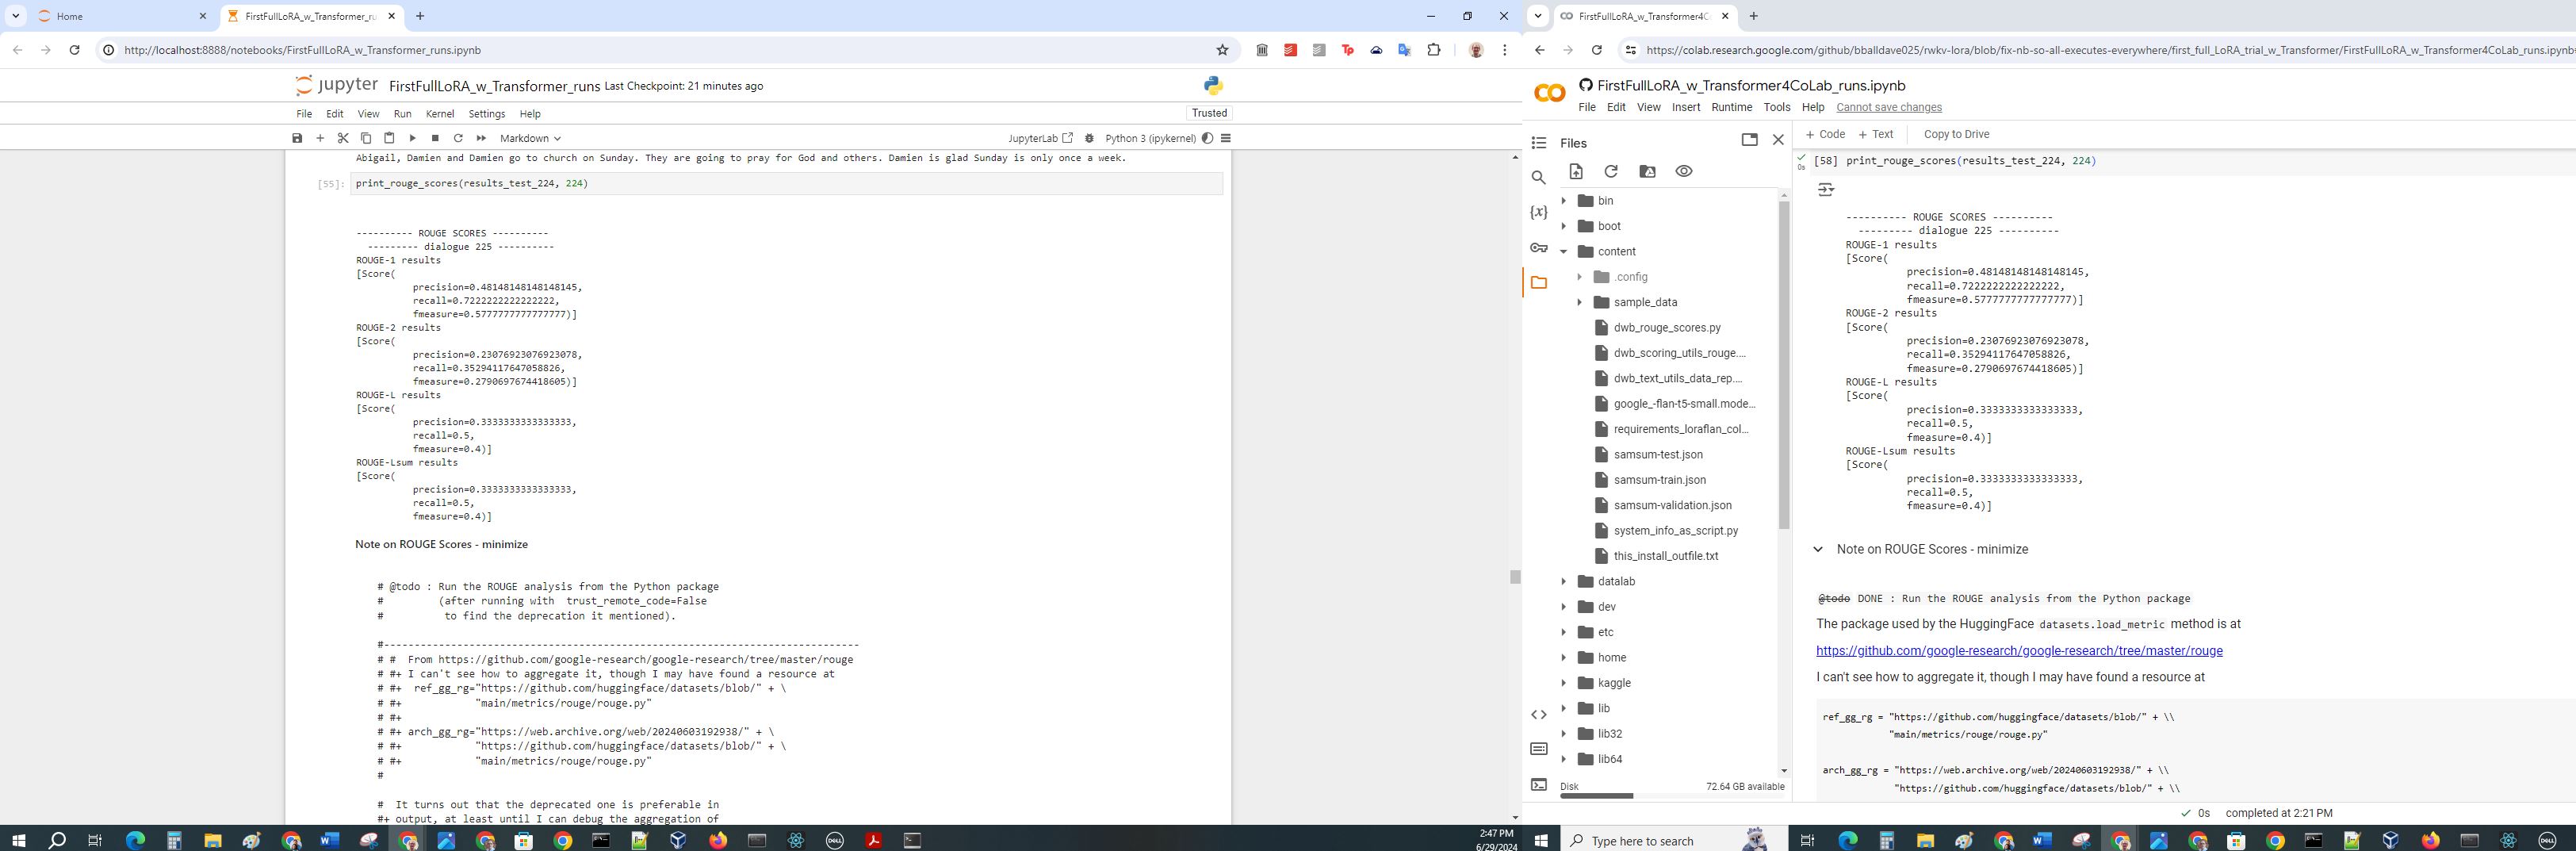 Home
FirstFullLoRA_w_Transformer_ru
http://localhost:8888/notebooks/FirstFullLoRA_w_Transformer_runs.ipynb
jupyter FirstFullLoRA_w_Transformer_runs Last Checkpoint: 21 minutes ago
File Edit View Run Kernel Settings Help
Trusted
Markdown
JupyterLab
Python 3 (ipykernel)
Abigail, Damien and Damien go to church on Sunday. They are going to pray for God and others. Damien is glad Sunday is only once a week.
[55]: print_rouge_scores(results_test_224, 224)
---------- ROUGE SCORES ----------
--------- dialogue 225 ----------
ROUGE-1 results
[Score(
precision=0.48148148148148145,
recall=0.7222222222222222,
fmeasure=0.5777777777777777)]
ROUGE-2 results
[Score(
precision=0.23076923076923078,
recall=0.35294117647058826,
fmeasure=0.2790697674418605)]
ROUGE-L results
[Score(
precision=0.3333333333333333,
recall=0.5,
fmeasure=0.4)]
ROUGE-Lsum results
[Score(
precision=0.3333333333333333,
recall=0.5,
fmeasure=0.4)]
Note on ROUGE Scores - minimize
# @todo : Run the ROUGE analysis from the Python package
# (after running with trust_remote_code=False
# to find the deprecation it mentioned).
#--------------------------------------------------------------------------------
# # From https://github.com/google-research/google-research/tree/master/rouge
# #+ I can't see how to aggregate it, though I may have found a resource at
# #+ ref_gg_rg="https://github.com/huggingface/datasets/blob/" + \
# #+ "main/metrics/rouge/rouge.py"
# #+
# #+ arch_gg_rg="https://web.archive.org/web/20240603192938/" + \
# #+ "https://github.com/huggingface/datasets/blob/" + \
# #+ "main/metrics/rouge/rouge.py"
#
# It turns out that the deprecated one is preferable in
#+ output, at least until I can debug the aggregation of
2:47 PM
6/29/2024
FirstFullLoRA_w_Transformer4C
https://colab.research.google.com/github/bballdave025/rwkv-lora/blob/fix-nb-so-all-executes-everywhere/first_full_LoRA_trial_w_Transformer/FirstFullLoRA_w_Transformer4CoLab_runs.ipynb
FirstFullLoRA_w_Transformer4CoLab_runs.ipynb
File Edit View Insert Runtime Tools Help Cannot save changes
Files
+ Code + Text Copy to Drive
bin
boot
content
.config
sample_data
dwb_rouge_scores.py
dwb_scoring_utils_rouge....
dwb_text_utils_data_rep....
google_-flan-t5-small.mode...
requirements_loraflan_col...
samsum-test.json
samsum-train.json
samsum-validation.json
system_info_as_script.py
this_install_outfile.txt
datalab
dev
etc
home
kaggle
lib
lib32
lib64
Disk 72.64 GB available
[58] print_rouge_scores(results_test_224, 224)
0s
---------- ROUGE SCORES ----------
--------- dialogue 225 ----------
ROUGE-1 results
[Score(
precision=0.48148148148148145,
recall=0.7222222222222222,
fmeasure=0.5777777777777777)]
ROUGE-2 results
[Score(
precision=0.23076923076923078,
recall=0.35294117647058826,
fmeasure=0.2790697674418605)]
ROUGE-L results
[Score(
precision=0.3333333333333333,
recall=0.5,
fmeasure=0.4)]
ROUGE-Lsum results
[Score(
precision=0.3333333333333333,
recall=0.5,
fmeasure=0.4)]
Note on ROUGE Scores - minimize
@todo DONE : Run the ROUGE analysis from the Python package
The package used by the HuggingFace datasets.load_metric method is at
https://github.com/google-research/google-research/tree/master/rouge
I can't see how to aggregate it, though I may have found a resource at
ref_gg_rg = "https://github.com/huggingface/datasets/blob/" + \\
"main/metrics/rouge/rouge.py"
arch_gg_rg = "https://web.archive.org/web/20240603192938/" + \\
"https://github.com/huggingface/datasets/blob/" + \\
0s completed at 2:21 PM
Type here to search